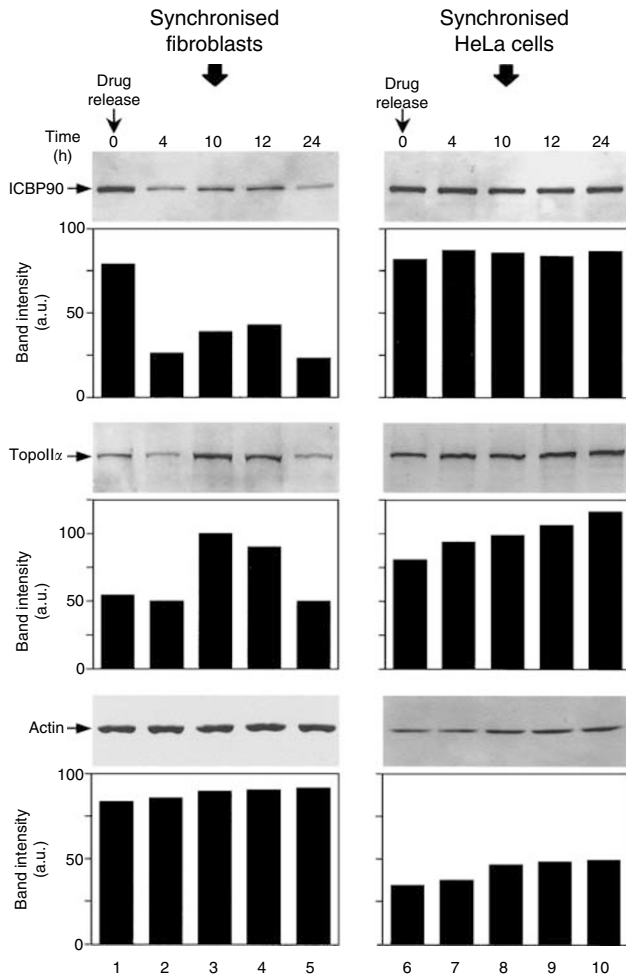 Synchronised
fibroblasts
Synchronised
HeLa cells
Drug
release
Drug
release
Time
(h)
0 4 10 12 24
0 4 10 12 24
ICBP90
100
50
0
Band intensity
(a.u.)
TopoIIα
100
50
0
Band intensity
(a.u.)
Actin
100
50
0
Band intensity
(a.u.)
1 2 3 4 5
6 7 8 9 10